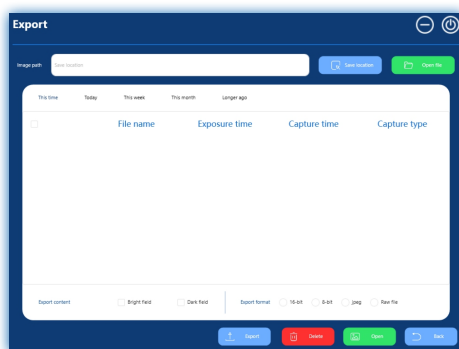 Export
Image path Save location Save location Open file
This time Today This week This month Longer ago
File name Exposure time Capture time Capture type
Export content Bright field Dark field Export format 16-bit 8-bit Jpeg Raw file
Export Delete Open Back